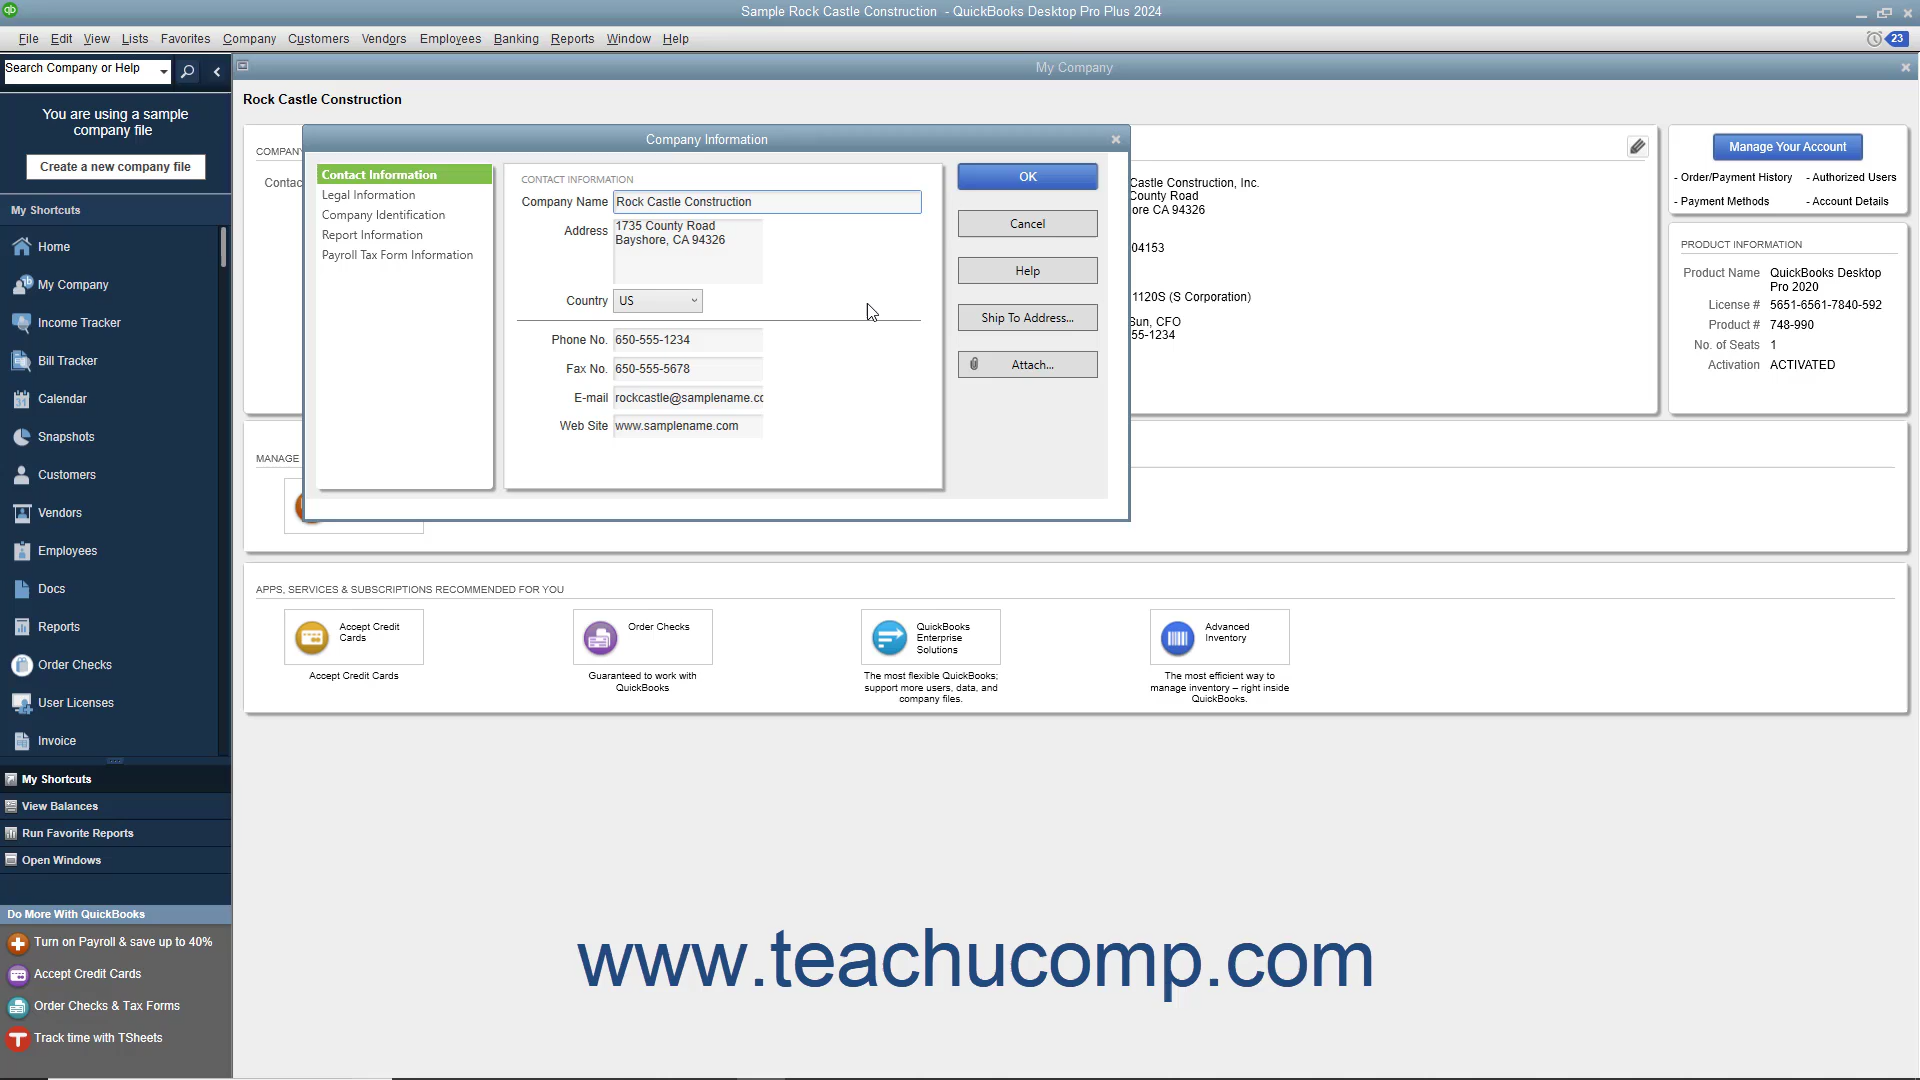 Sample Rock Castle Construction - QuickBooks Desktop Pro Plus 2024
File Edit View Lists Favorites Company Customers Vendors Employees Banking Reports Window Help
23
Search Company or Help
My Company
You are using a sample
company file
Create a new company file
My Shortcuts
Home
My Company
Income Tracker
Bill Tracker
Calendar
Snapshots
Customers
Vendors
Employees
Docs
Reports
Order Checks
User Licenses
Invoice
My Shortcuts
View Balances
Run Favorite Reports
Open Windows
Do More With QuickBooks
Turn on Payroll & save up to 40%
Accept Credit Cards
Order Checks & Tax Forms
Track time with TSheets
Rock Castle Construction
COMPAN
Contac
Company Information
Contact Information
Legal Information
Company Identification
Report Information
Payroll Tax Form Information
CONTACT INFORMATION
Company Name Rock Castle Construction
Address 1735 County Road
Bayshore, CA 94326
Country US
Phone No. 650-555-1234
Fax No. 650-555-5678
E-mail rockcastle@samplename.co
Web Site www.samplename.com
OK
Cancel
Help
Ship To Address...
Attach...
Castle Construction, Inc.
County Road
ore CA 94326
04153
1120S (S Corporation)
Sun, CFO
55-1234
Manage Your Account
- Order/Payment History - Authorized Users
- Payment Methods - Account Details
PRODUCT INFORMATION
Product Name QuickBooks Desktop
Pro 2020
License # 5651-6561-7840-592
Product # 748-990
No. of Seats 1
Activation ACTIVATED
MANAGE
APPS, SERVICES & SUBSCRIPTIONS RECOMMENDED FOR YOU
Accept Credit
Cards
Accept Credit Cards
Order Checks
Guaranteed to work with
QuickBooks
QuickBooks
Enterprise
Solutions
The most flexible QuickBooks;
support more users, data, and
company files.
Advanced
Inventory
The most efficient way to
manage inventory – right inside
QuickBooks.
www.teachucomp.com